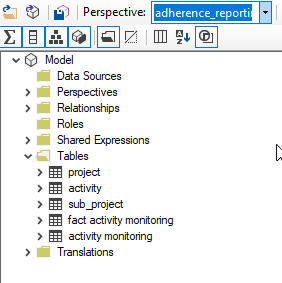 Perspective: adherence_reporti
Model
Data Sources
Perspectives
Relationships
Roles
Shared Expressions
Tables
project
activity
sub_project
fact activity monitoring
activity monitoring
Translations